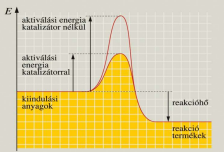 E
aktiválási energia
katalizátor nélkül
aktiválási
energia
katalizátorral
kiindulási
anyagok
reakcióhő
reakció
termékek